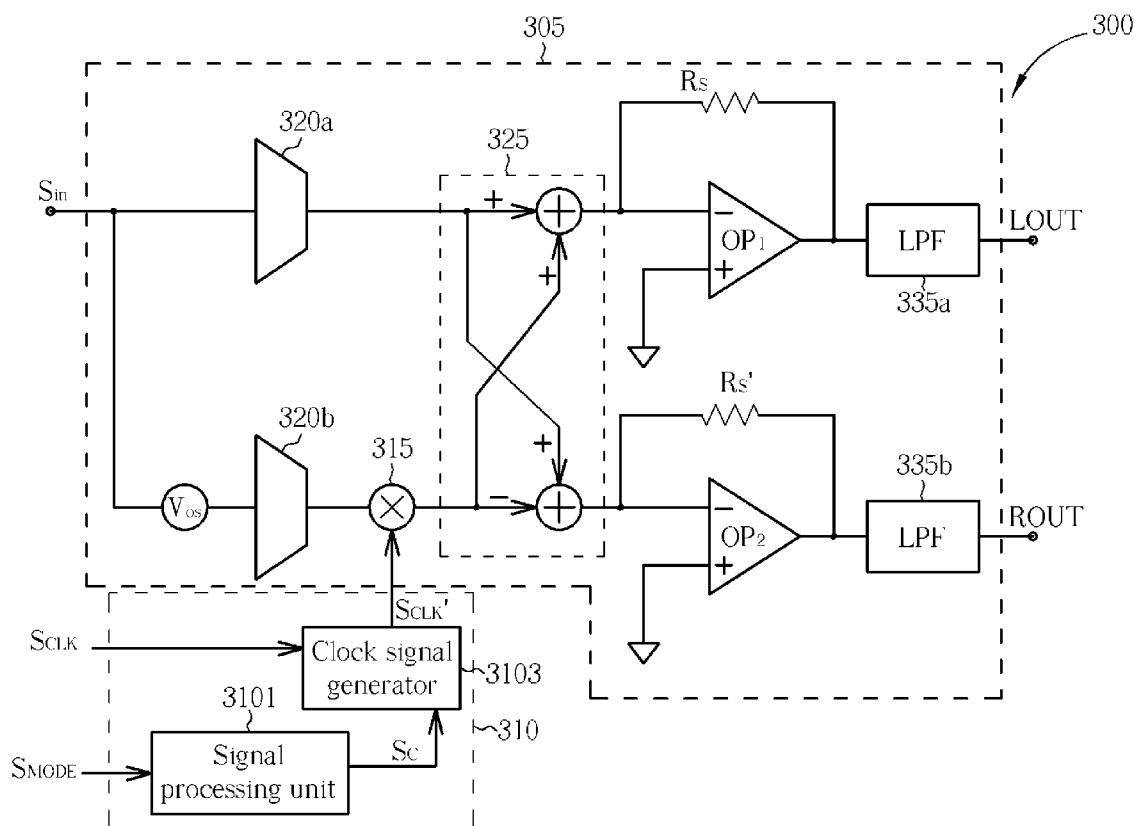 305
300
Rs
320a
325
Sin
+
+
−
OP1
+
LPF
LOUT
335a
Rs'
320b
315
335b
Vos
×
+
−
+
−
OP2
+
LPF
ROUT
SCLK'
SCLK
Clock signal
generator
3103
3101
310
SMODE
Signal
processing unit
SC